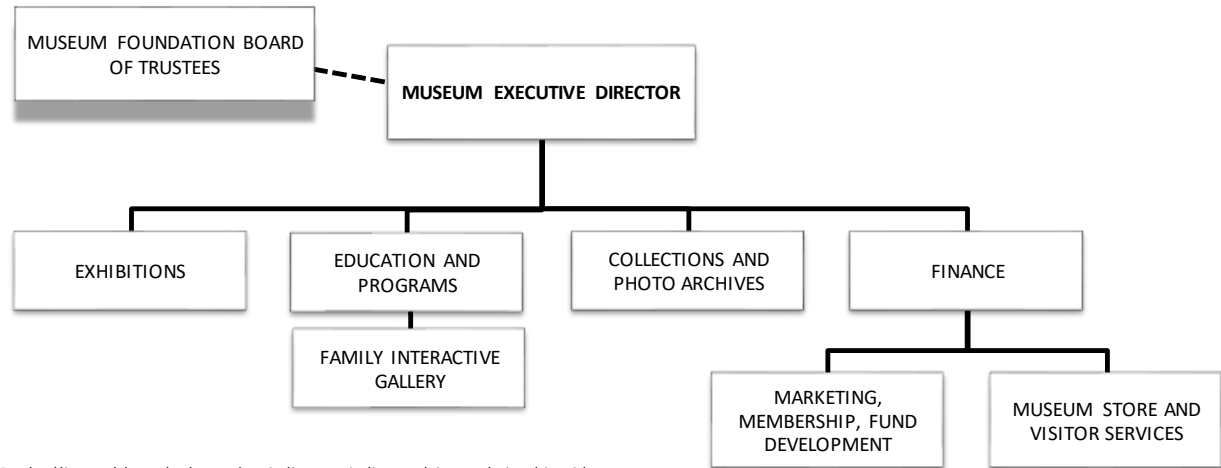 MUSEUM FOUNDATION BOARD
OF TRUSTEES
MUSEUM EXECUTIVE DIRECTOR
EXHIBITIONS
EDUCATION AND
PROGRAMS
COLLECTIONS AND
PHOTO ARCHIVES
FINANCE
FAMILY INTERACTIVE
GALLERY
MARKETING,
MEMBERSHIP, FUND
DEVELOPMENT
MUSEUM STORE AND
VISITOR SERVICES